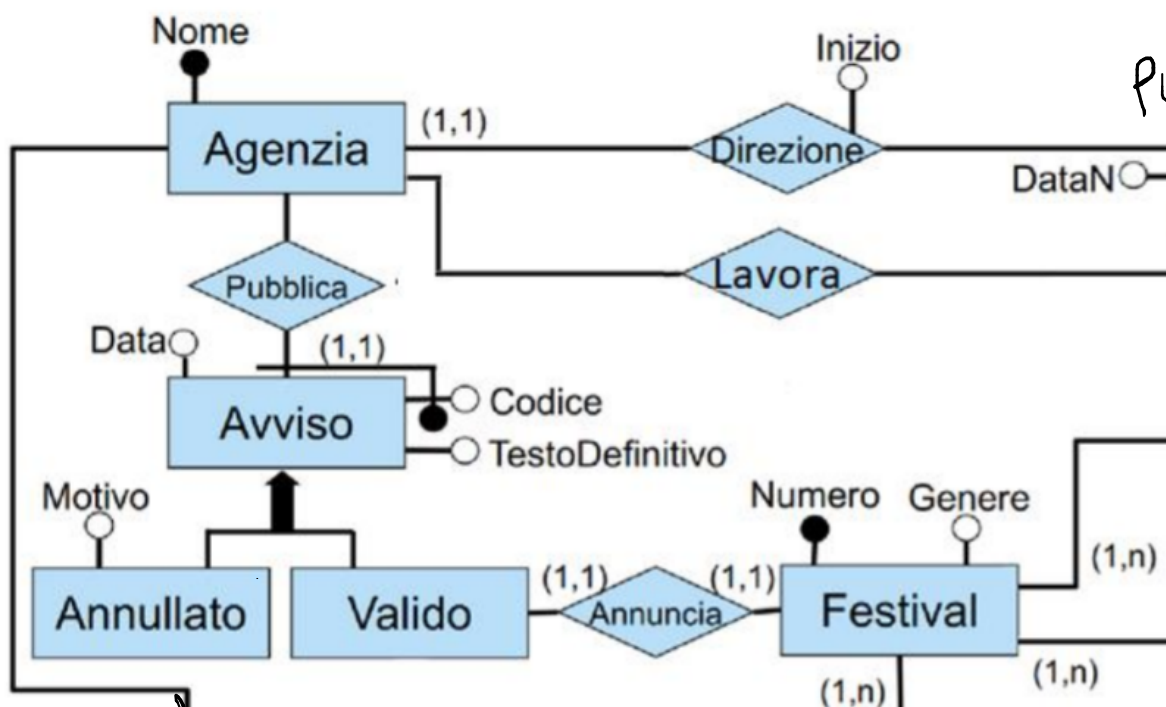 Nome
Inizio
Agenzia
(1,1)
Direzione
DataN
Lavora
Pubblica
(1,1)
Data
Codice
Avviso
TestoDefinitivo
Motivo
Numero
Genere
(1,n)
Annullato
Valido
(1,1)
Annuncia
(1,1)
Festival
(1,n)
(1,n)